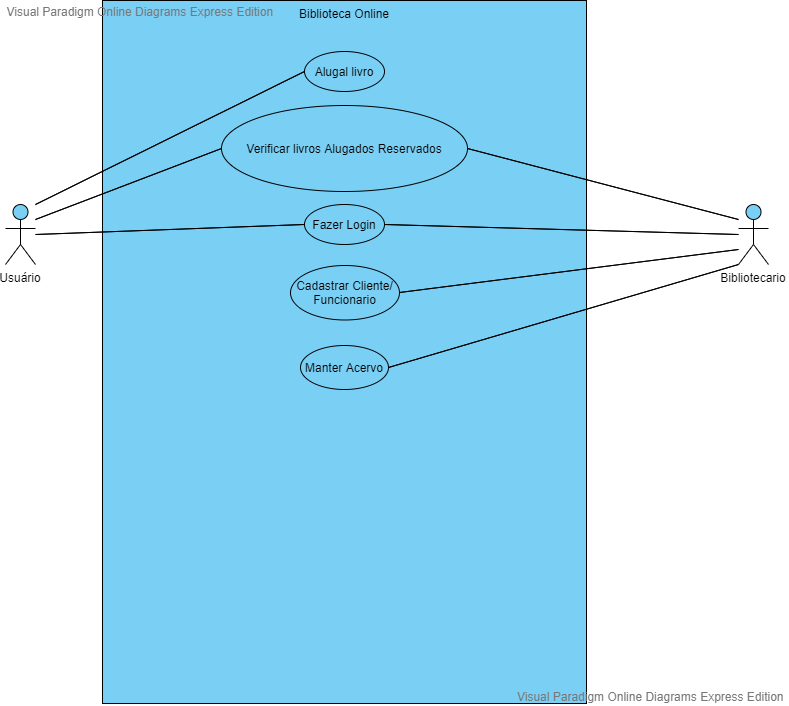 Visual Paradigm Online Diagrams Express Edition
Biblioteca Online
Alugal livro
Verificar livros Alugados Reservados
Fazer Login
Usuário
Bibliotecario
Cadastrar Cliente/
Funcionario
Manter Acervo
Visual Paradigm Online Diagrams Express Edition